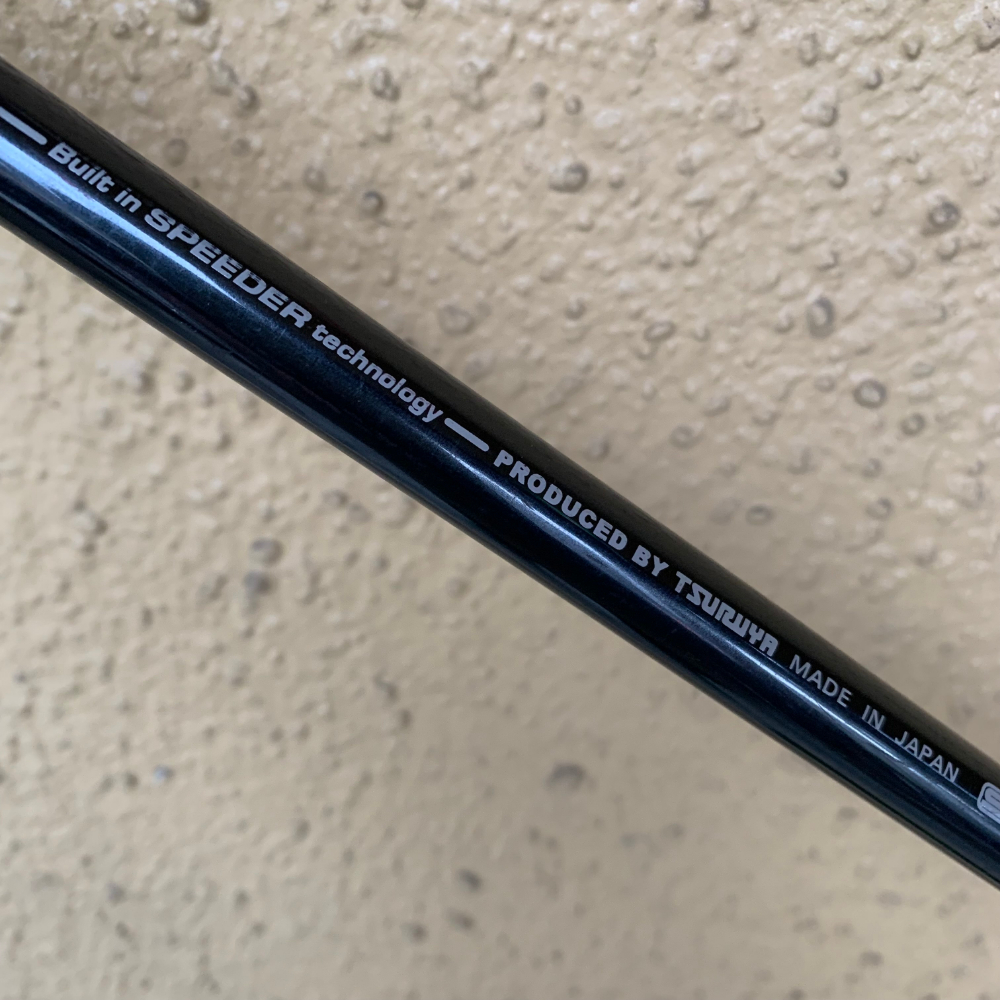 Built in SPEEDER technology — PRODUCED BY TSURUYA MADE IN JAPAN S